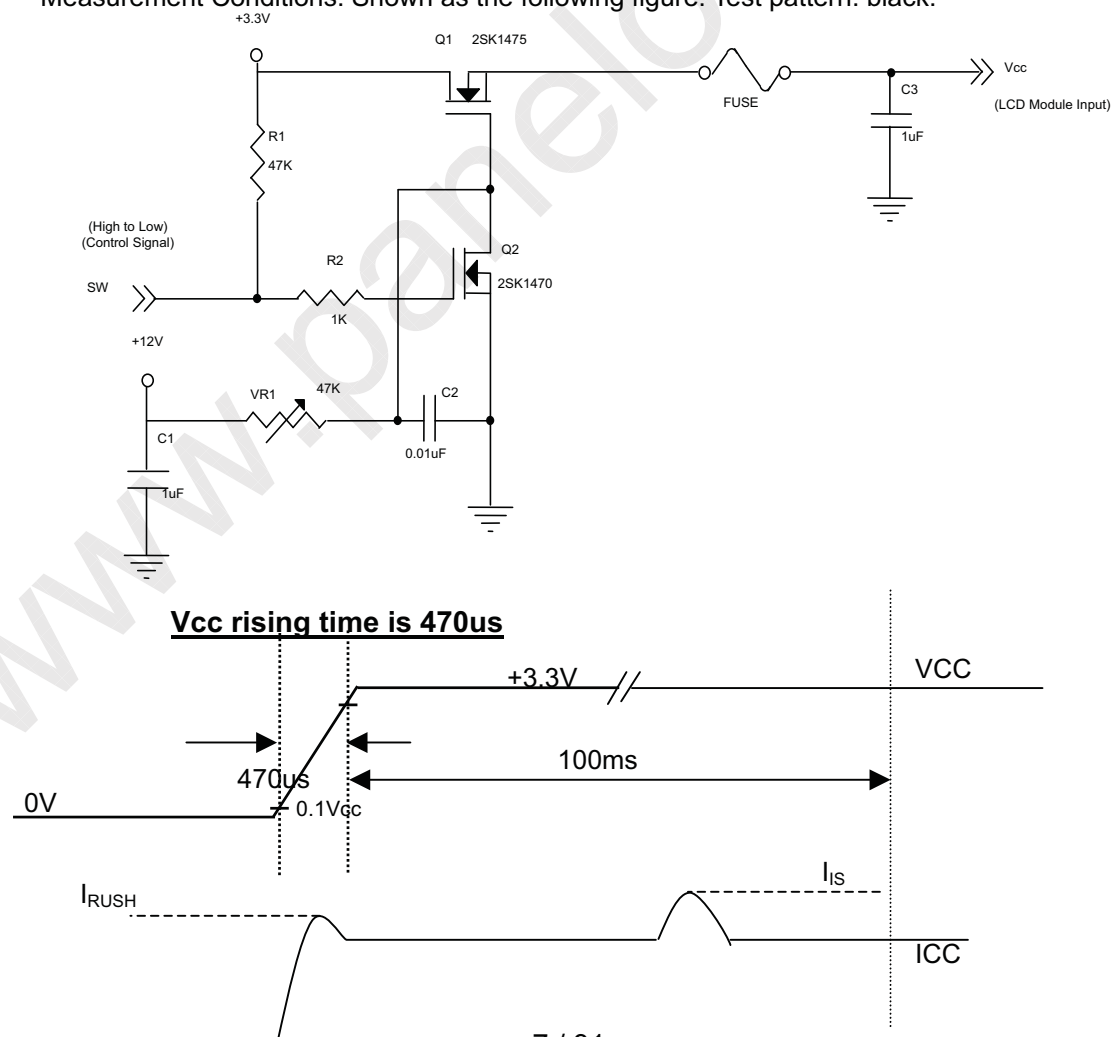 Measurement Conditions: Shown as the following figure. Test pattern: black.
+3.3V
Q1 2SK1475
Vcc
(LCD Module Input)
FUSE
C3
1uF
R1
47K
(High to Low)
(Control Signal)
SW
R2
1K
Q2
2SK1470
+12V
VR1
47K
C2
0.01uF
C1
1uF
Vcc rising time is 470us
+3.3V
VCC
470us
100ms
0V
0.1Vcc
IRUSH
IIS
ICC
www.panelo